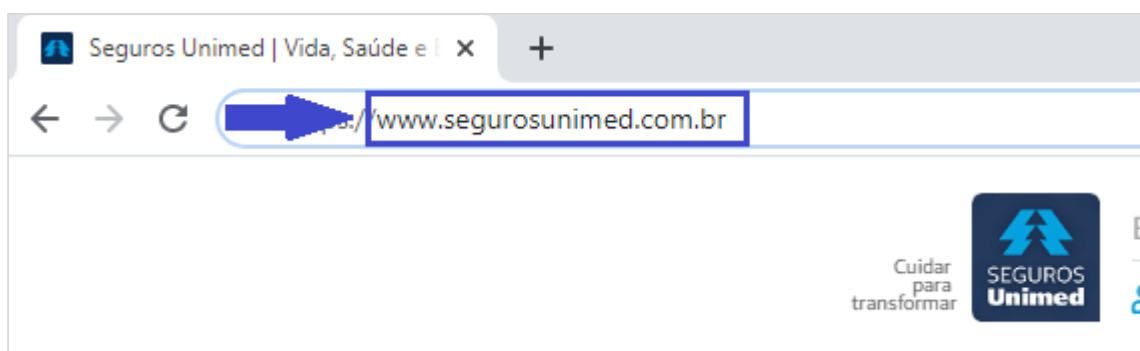 Seguros Unimed | Vida, Saúde e
www.segurosunimed.com.br
Cuidar
para
transformar
SEGUROS
Unimed